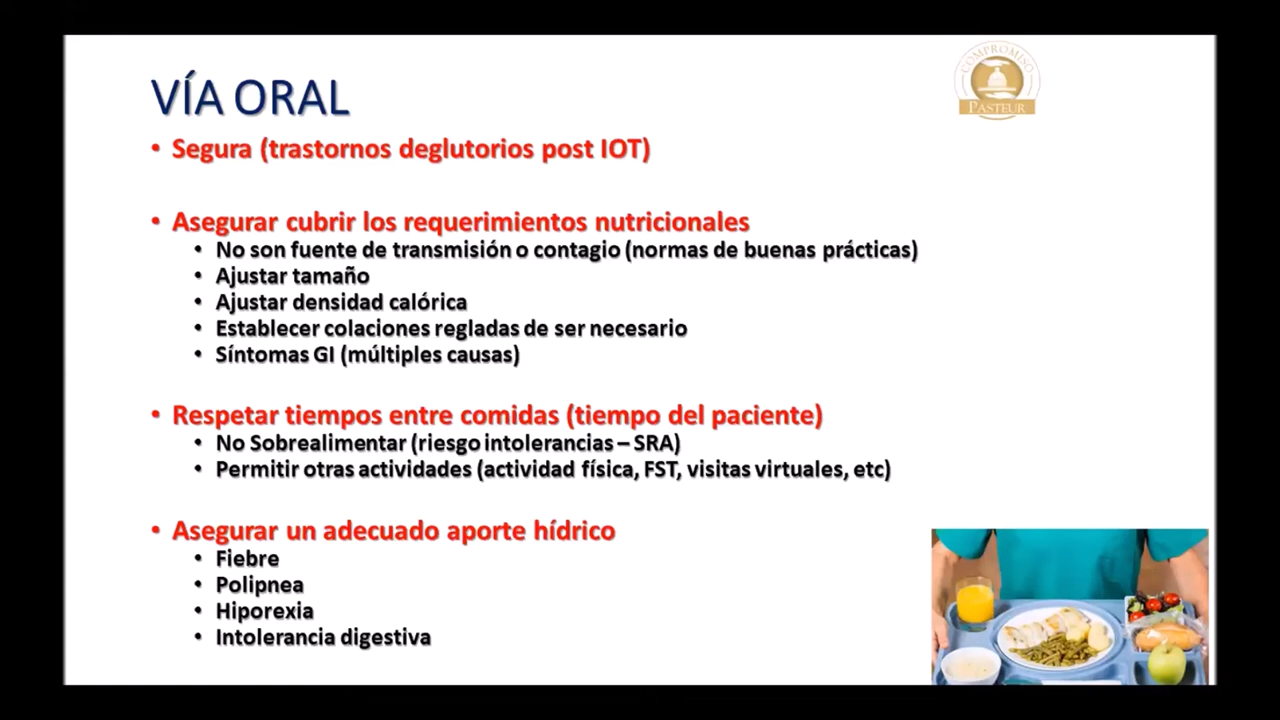 VÍA ORAL
COMPROMISO
PASTEUR
• Segura (trastornos deglutorios post IOT)
• Asegurar cubrir los requerimientos nutricionales
• No son fuente de transmisión o contagio (normas de buenas prácticas)
• Ajustar tamaño
• Ajustar densidad calórica
• Establecer colaciones regladas de ser necesario
• Síntomas GI (múltiples causas)
• Respetar tiempos entre comidas (tiempo del paciente)
• No Sobrealimentar (riesgo intolerancias – SRA)
• Permitir otras actividades (actividad física, FST, visitas virtuales, etc)
• Asegurar un adecuado aporte hídrico
• Fiebre
• Polipnea
• Hiporexia
• Intolerancia digestiva